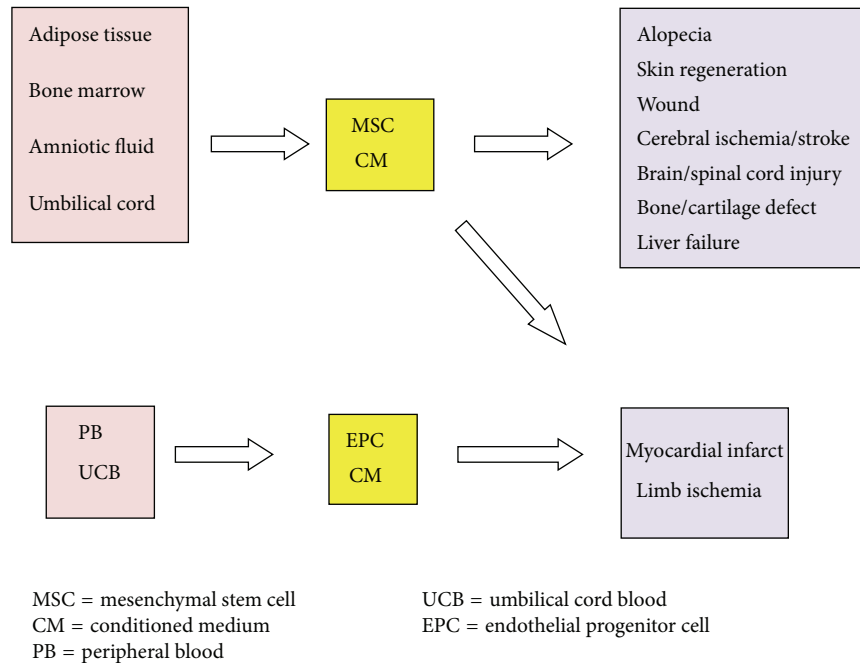 Adipose tissue
Bone marrow
Amniotic fluid
Umbilical cord
MSC
CM
Alopecia
Skin regeneration
Wound
Cerebral ischemia/stroke
Brain/spinal cord injury
Bone/cartilage defect
Liver failure
PB
UCB
EPC
CM
Myocardial infarct
Limb ischemia
MSC = mesenchymal stem cell
CM = conditioned medium
PB = peripheral blood
UCB = umbilical cord blood
EPC = endothelial progenitor cell